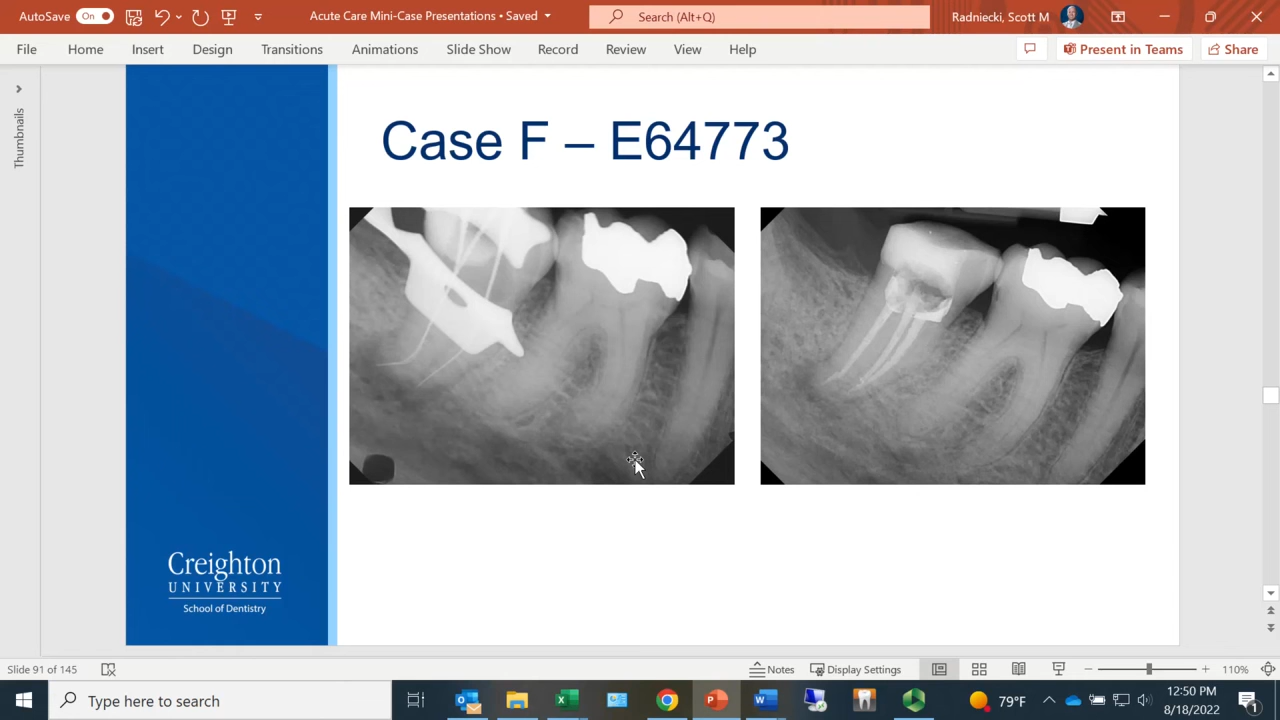 AutoSave On Acute Care Mini-Case Presentations • Saved Search (Alt+Q) Radniecki, Scott M
File Home Insert Design Transitions Animations Slide Show Record Review View Help Present in Teams Share
Thumbnails
Case F – E64773
Creighton
UNIVERSITY
School of Dentistry
Slide 91 of 145 Notes Display Settings 110%
Type here to search 79°F 12:50 PM
8/18/2022 1